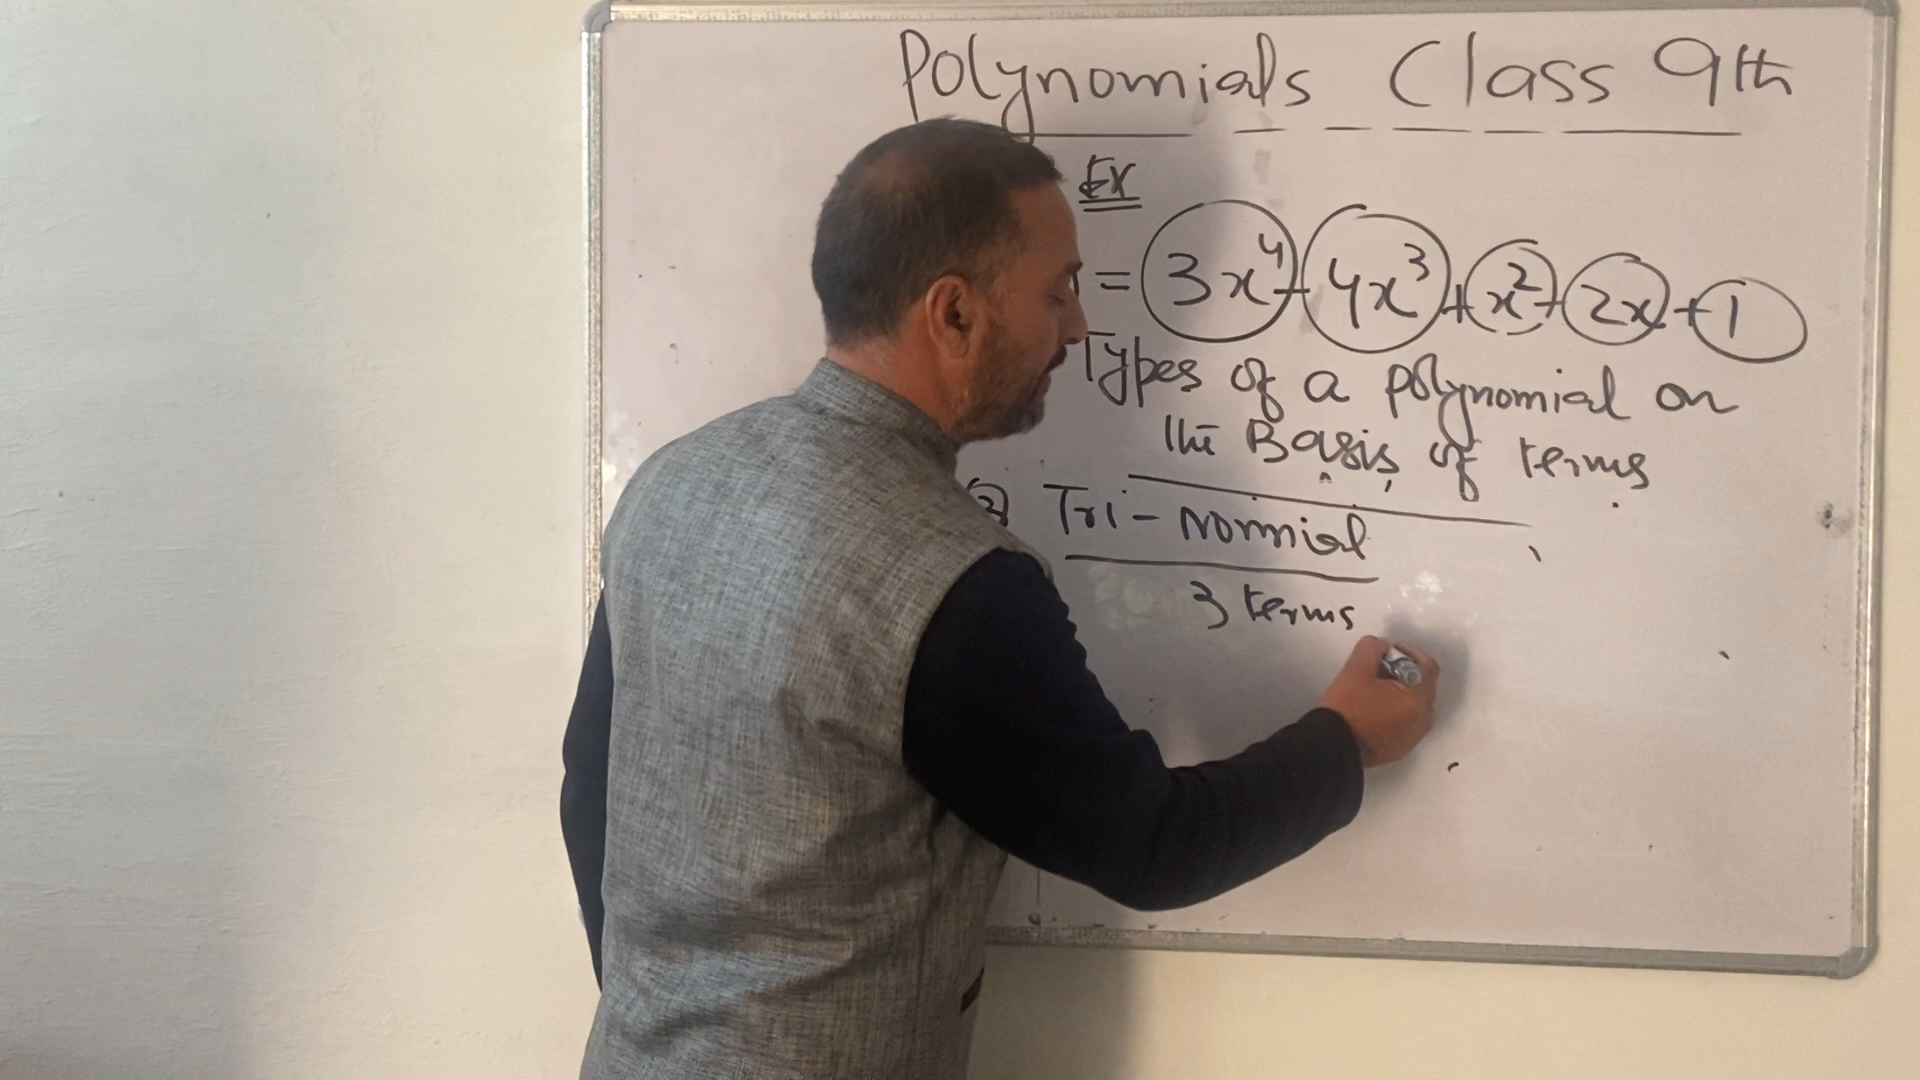 Polynomials Class 9th
Ex
= 3x⁴ - 4x³ + x² - 2x + 1
Types of a polynomial on
the Basis of terms
(3) Tri - Nomial
3 terms